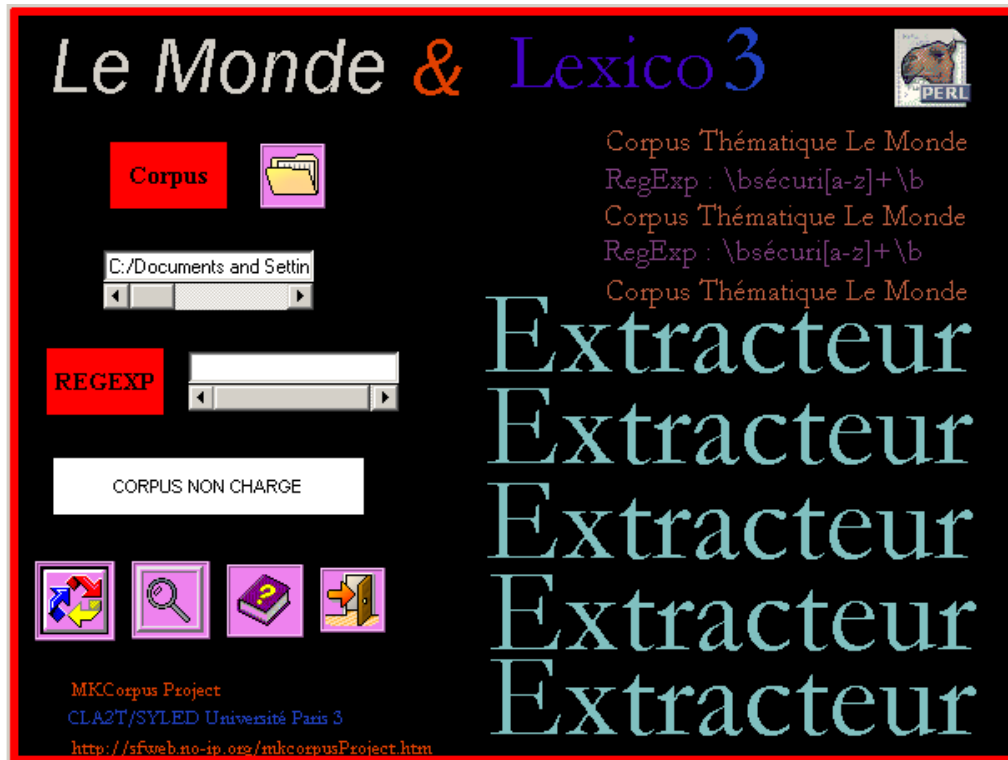 Le Monde & Lexico 3
PERL
Corpus
Corpus Thématique Le Monde
RegExp : \bsécuri[a-z]+\b
Corpus Thématique Le Monde
RegExp : \bsécuri[a-z]+\b
Corpus Thématique Le Monde
C:/Documents and Settin
Extracteur
REGEXP
Extracteur
CORPUS NON CHARGE
Extracteur
Extracteur
Extracteur
MKCorpus Project
CLA2T/SYLED Université Paris 3
http://sfweb.no-ip.org/mkcorpusProject.htm